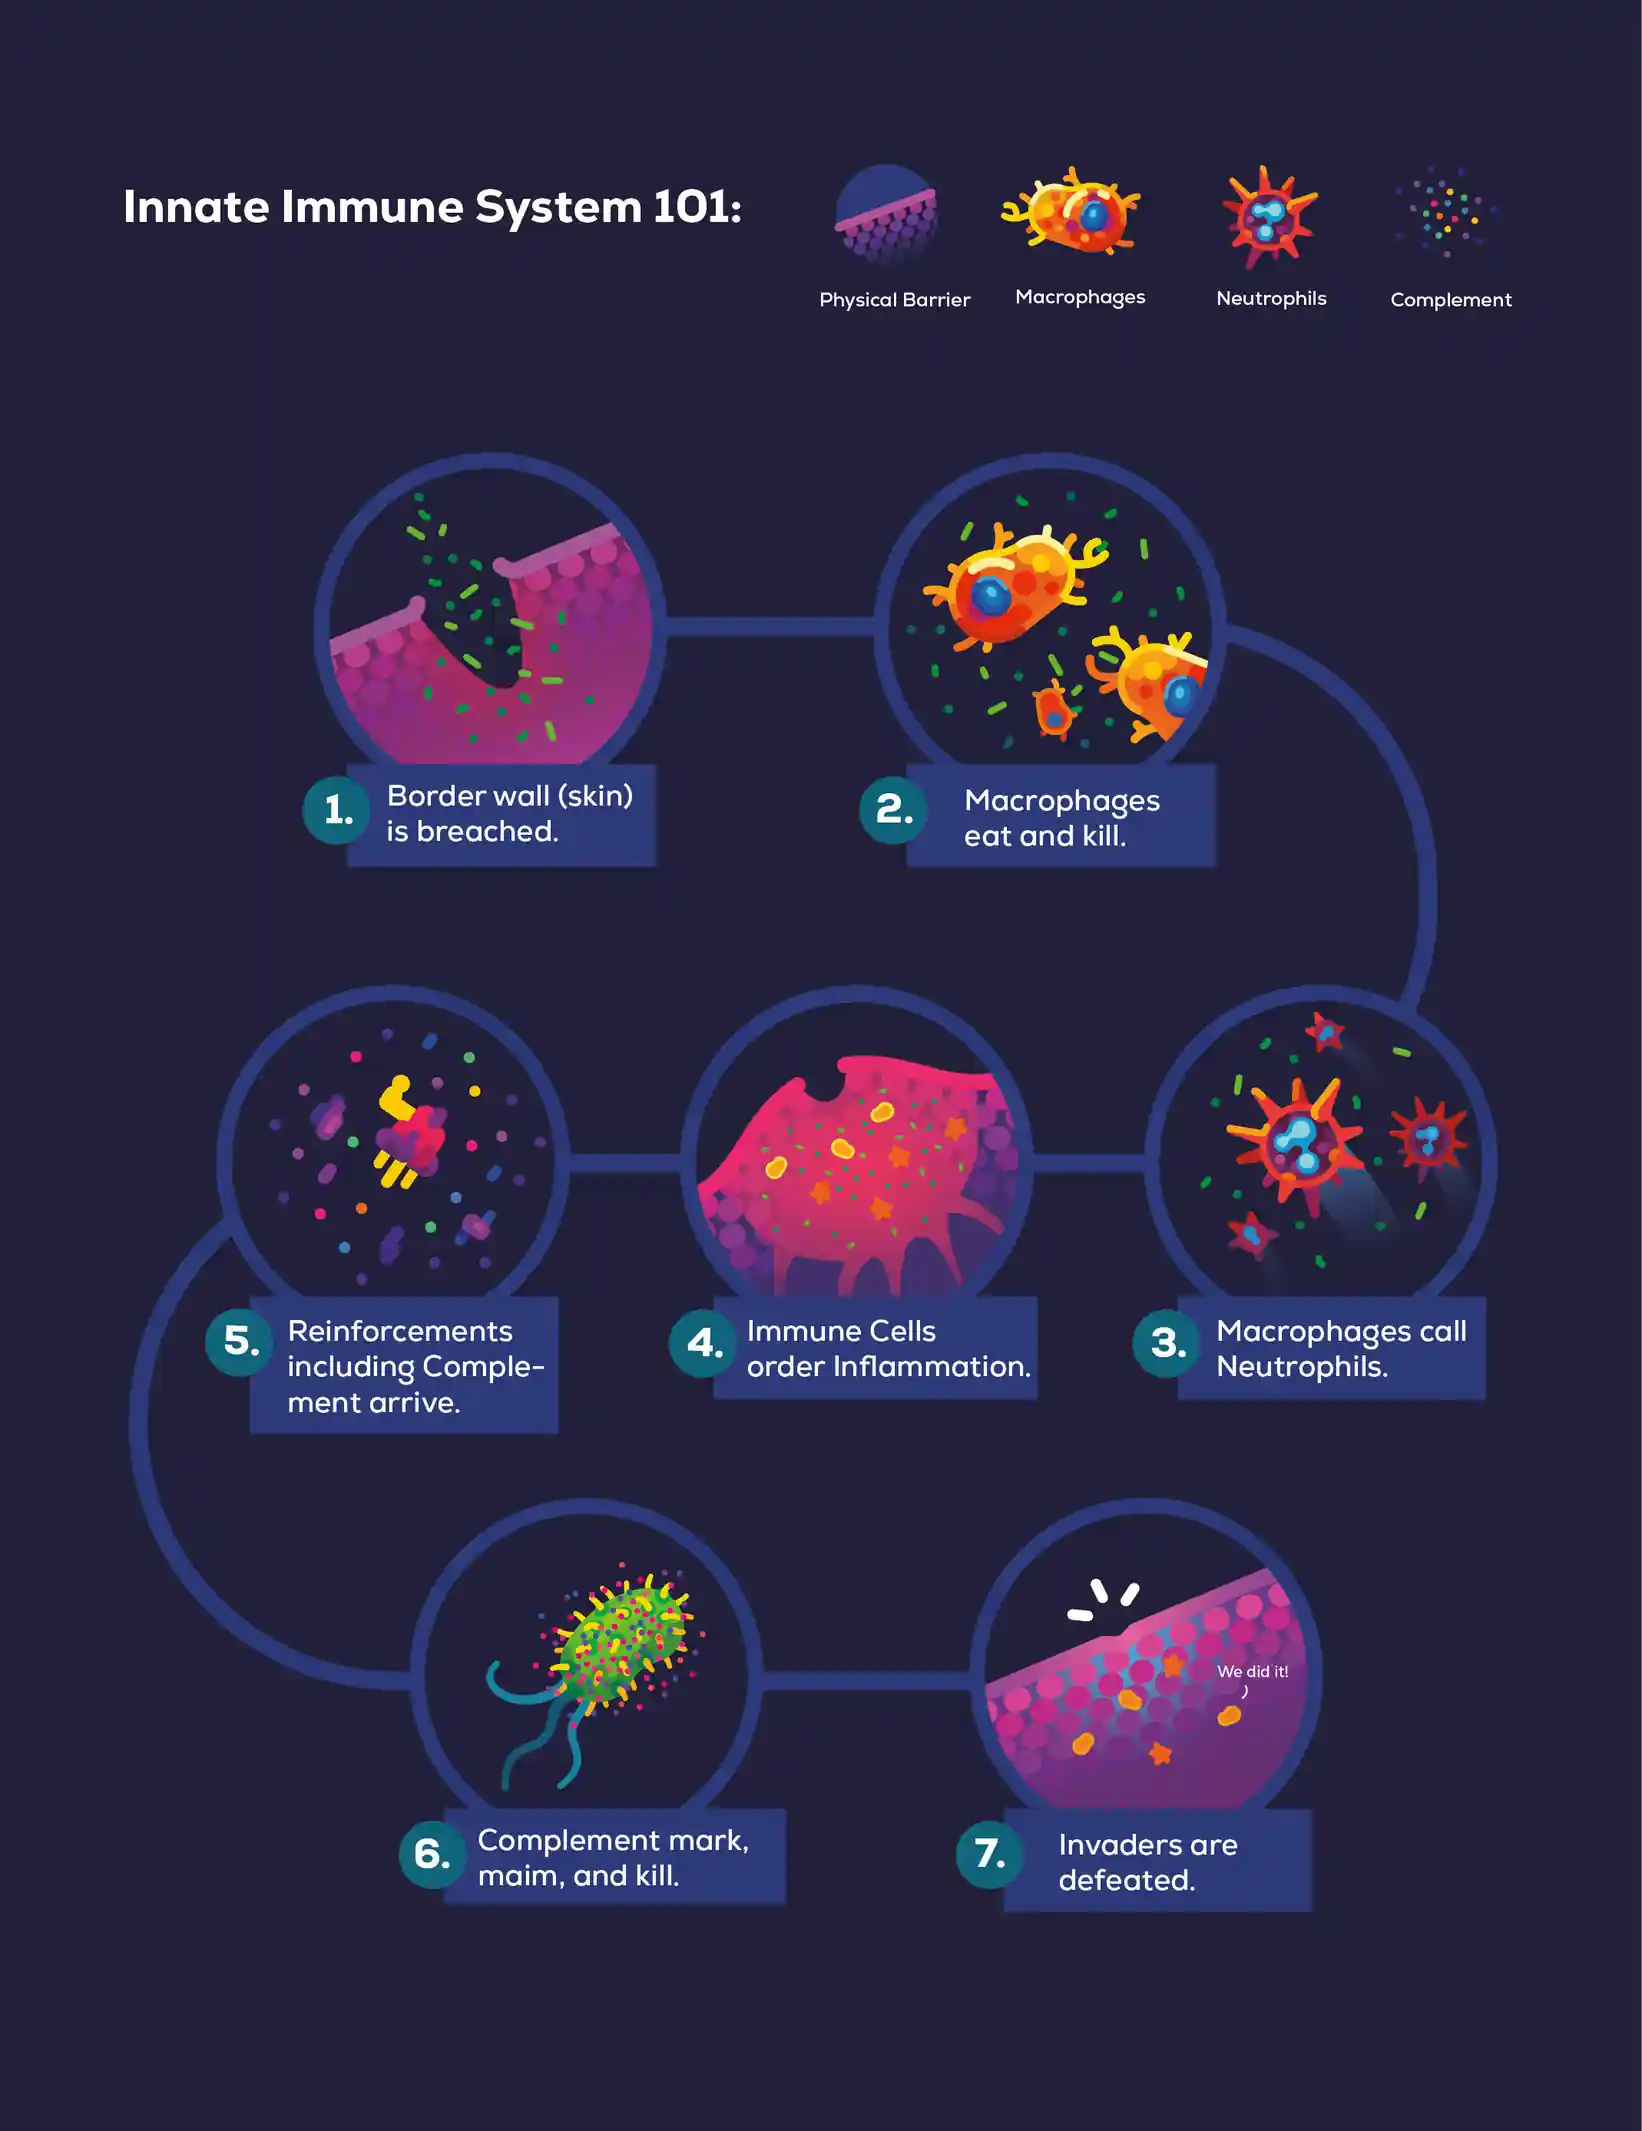 Innate Immune System 101:
Physical Barrier
Macrophages
Neutrophils
Complement
1.
Border wall (skin)
is breached.
2.
Macrophages
eat and kill.
3.
Macrophages call
Neutrophils.
4.
Immune Cells
order Inflammation.
5.
Reinforcements
including Comple-
ment arrive.
6.
Complement mark,
maim, and kill.
We did it!
7.
Invaders are
defeated.